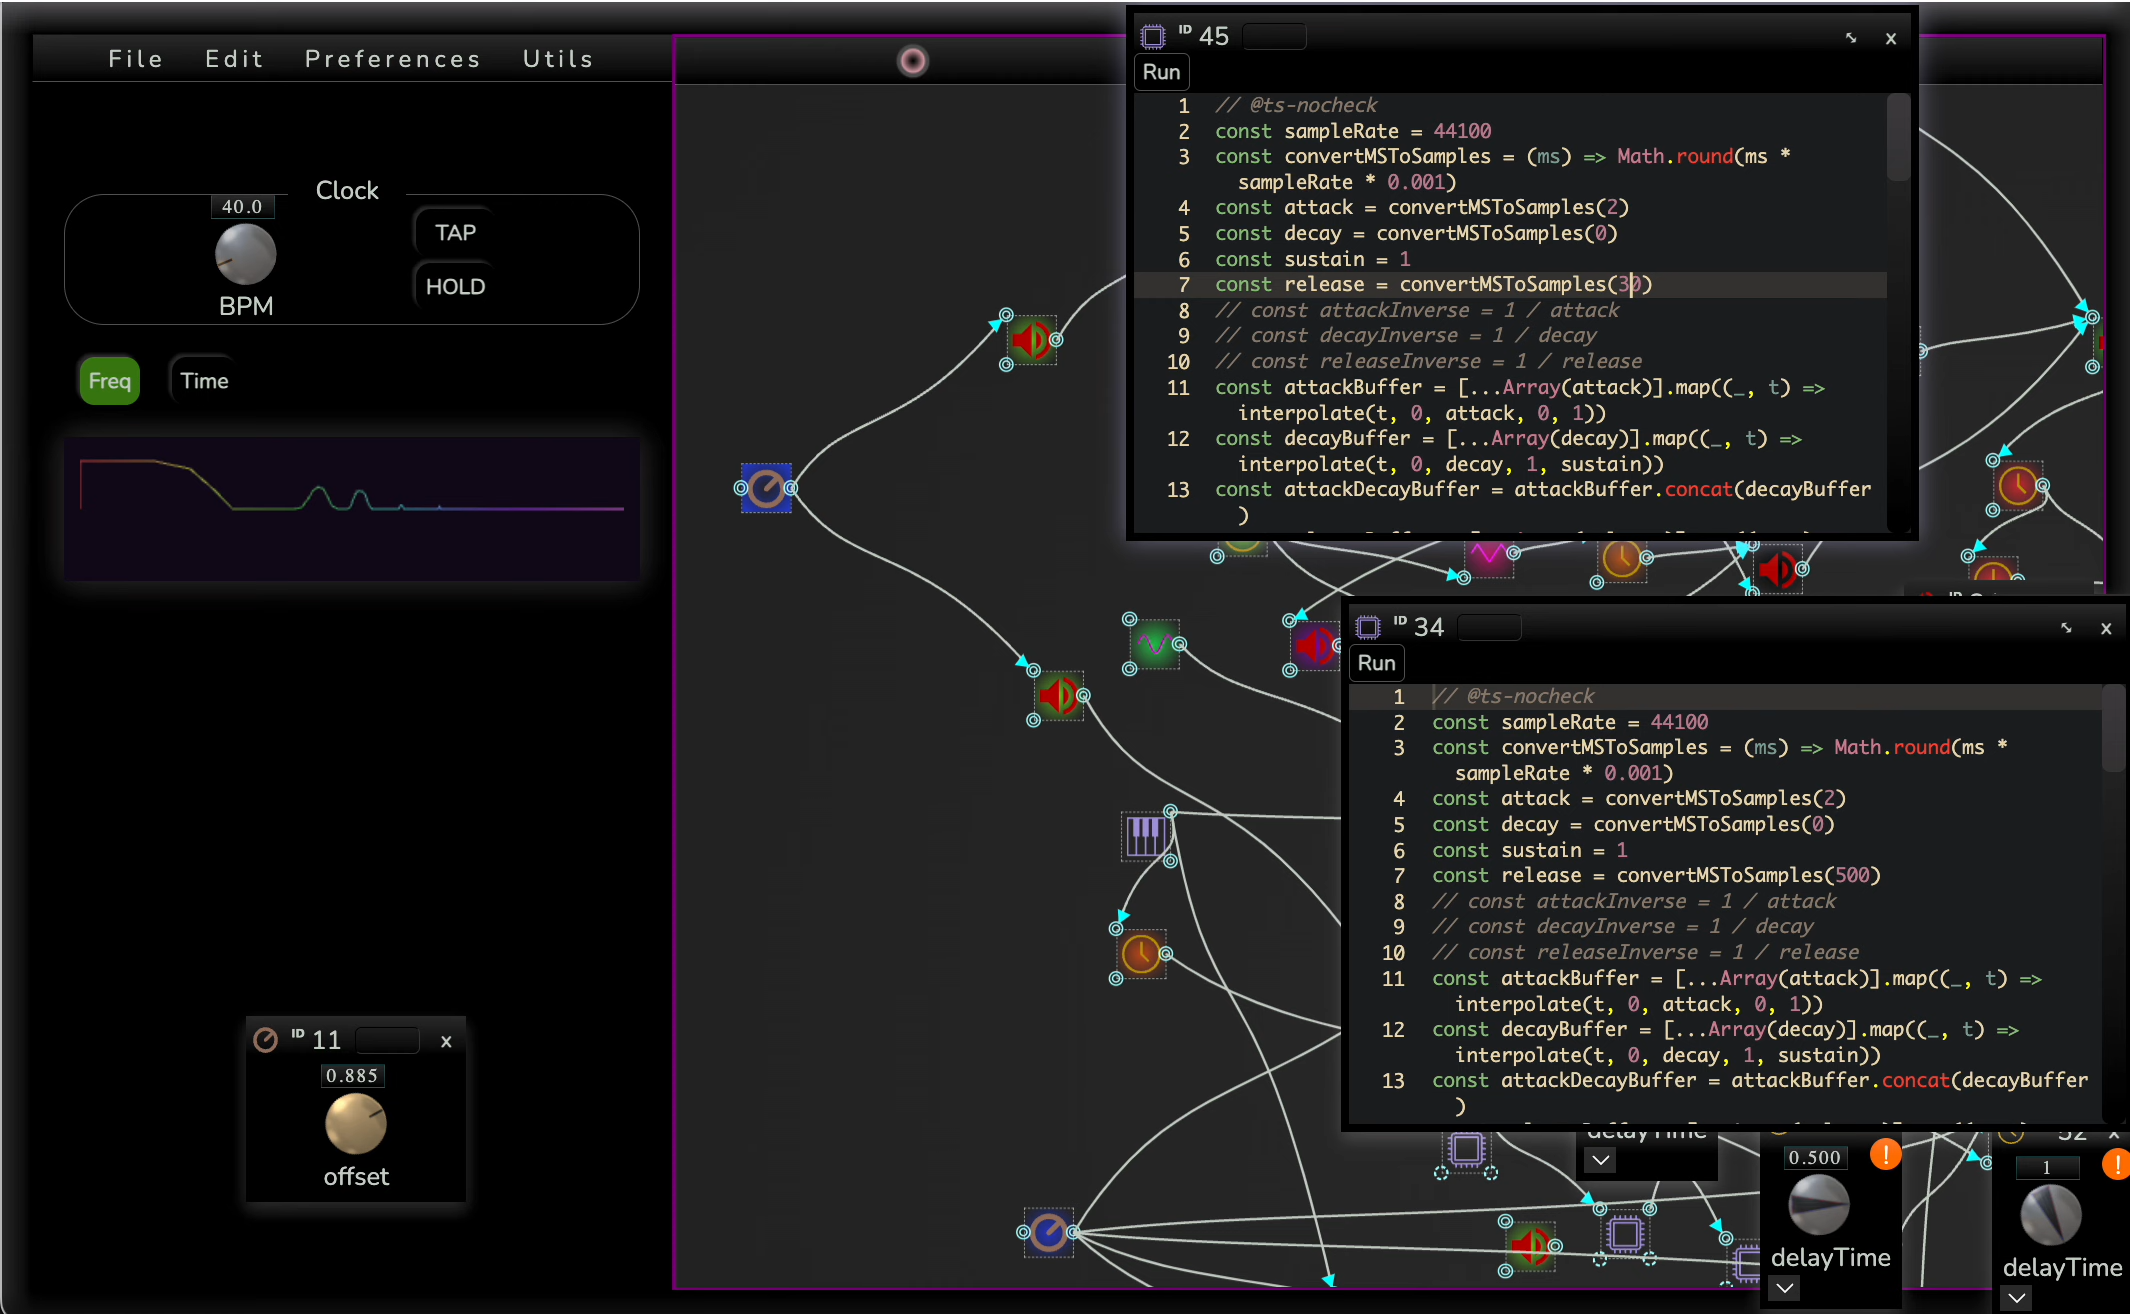 File Edit Preferences Utils
Clock
40.0
BPM
TAP
HOLD
Freq Time
ID 11 x
0.885
offset
ID 45 x
Run
1 // @ts-nocheck
2 const sampleRate = 44100
3 const convertMSToSamples = (ms) => Math.round(ms *
sampleRate * 0.001)
4 const attack = convertMSToSamples(2)
5 const decay = convertMSToSamples(0)
6 const sustain = 1
7 const release = convertMSToSamples(30)
8 // const attackInverse = 1 / attack
9 // const decayInverse = 1 / decay
10 // const releaseInverse = 1 / release
11 const attackBuffer = [...Array(attack)].map((_, t) =>
interpolate(t, 0, attack, 0, 1))
12 const decayBuffer = [...Array(decay)].map((_, t) =>
interpolate(t, 0, decay, 1, sustain))
13 const attackDecayBuffer = attackBuffer.concat(decayBuffer
)
ID 34 x
Run
1 // @ts-nocheck
2 const sampleRate = 44100
3 const convertMSToSamples = (ms) => Math.round(ms *
sampleRate * 0.001)
4 const attack = convertMSToSamples(2)
5 const decay = convertMSToSamples(0)
6 const sustain = 1
7 const release = convertMSToSamples(500)
8 // const attackInverse = 1 / attack
9 // const decayInverse = 1 / decay
10 // const releaseInverse = 1 / release
11 const attackBuffer = [...Array(attack)].map((_, t) =>
interpolate(t, 0, attack, 0, 1))
12 const decayBuffer = [...Array(decay)].map((_, t) =>
interpolate(t, 0, decay, 1, sustain))
13 const attackDecayBuffer = attackBuffer.concat(decayBuffer
)
delayTime
0.500
!
delayTime
52 x
1
!
delayTime